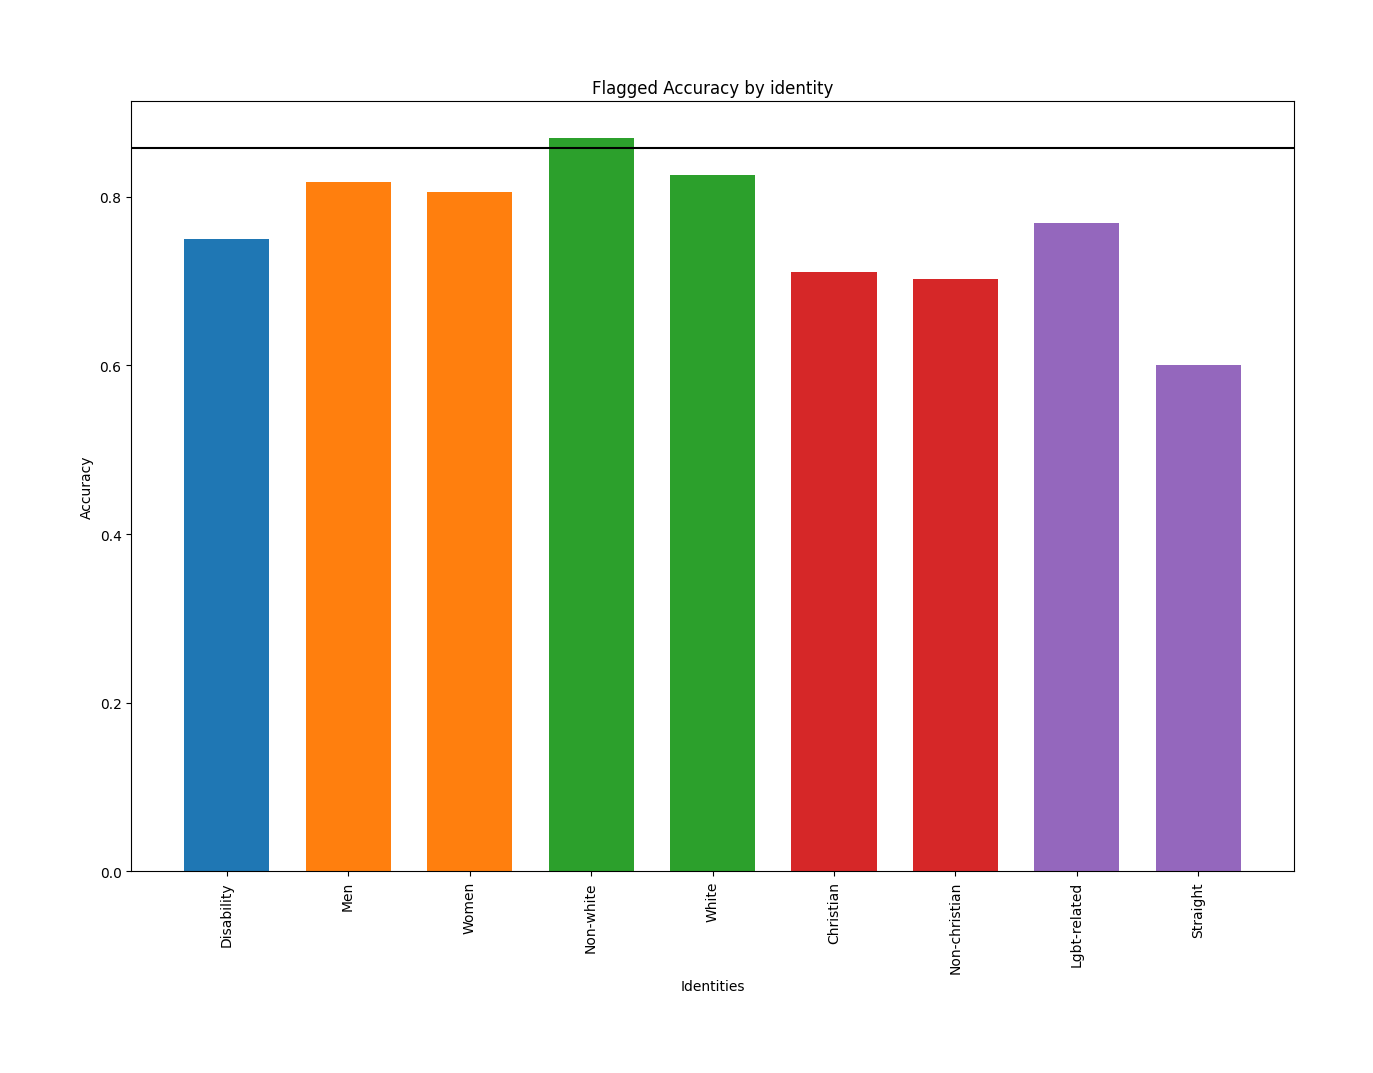 Flagged Accuracy by identity
Accuracy
0.8
0.6
0.4
0.2
0.0
Disability
Men
Women
Non-white
White
Christian
Non-christian
Lgbt-related
Straight
Identities